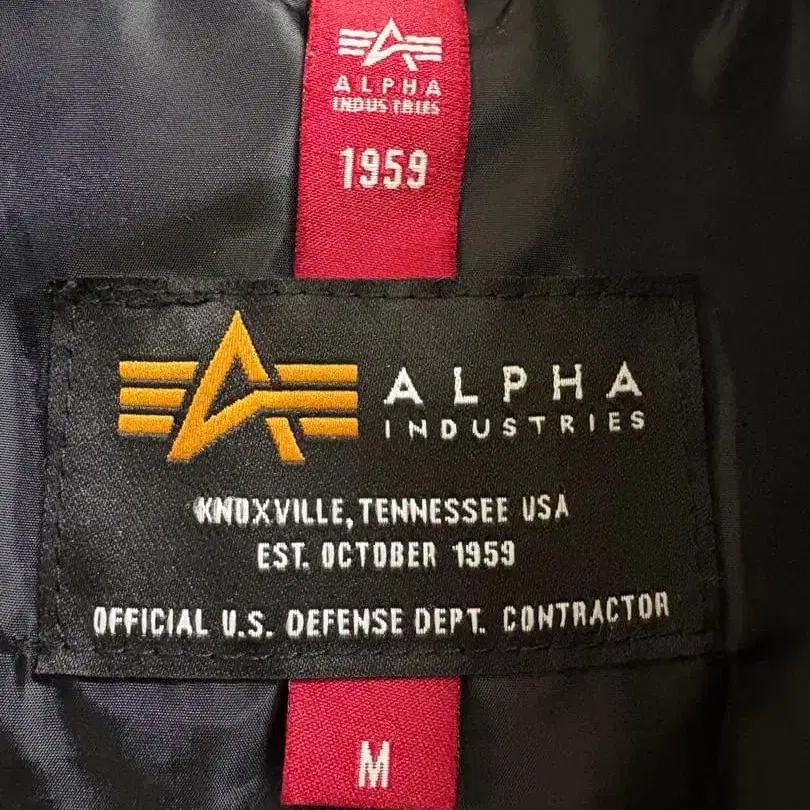 ALPHA
INDUSTRIES
1959
ALPHA
INDUSTRIES
KNOXVILLE, TENNESSEE USA
EST. OCTOBER 1959
OFFICIAL U.S. DEFENSE DEPT. CONTRACTOR
M